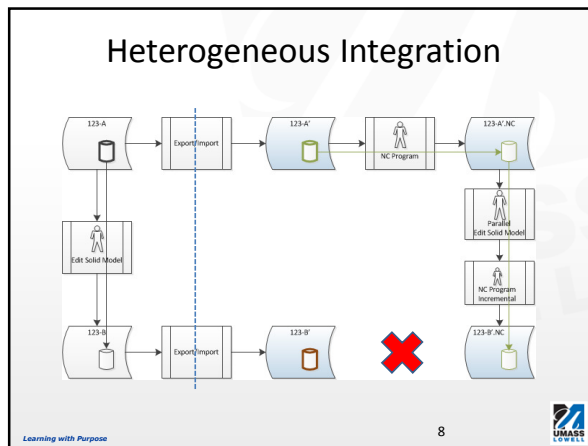 Heterogeneous Integration
123-A
Export/Import
123-A'
NC Program
123-A'.NC
Edit Solid Model
Parallel
Edit Solid Model
NC Program
Incremental
123-B
Export/Import
123-B'
123-B'.NC
Learning with Purpose
8
UMASS
LOWELL